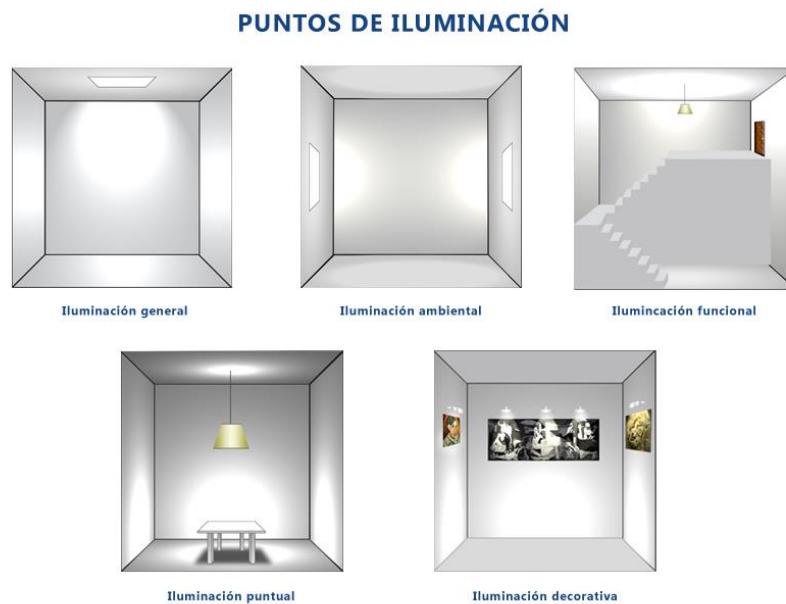 PUNTOS DE ILUMINACIÓN
Iluminación general
Iluminación ambiental
Ilumincación funcional
Iluminación puntual
Iluminación decorativa